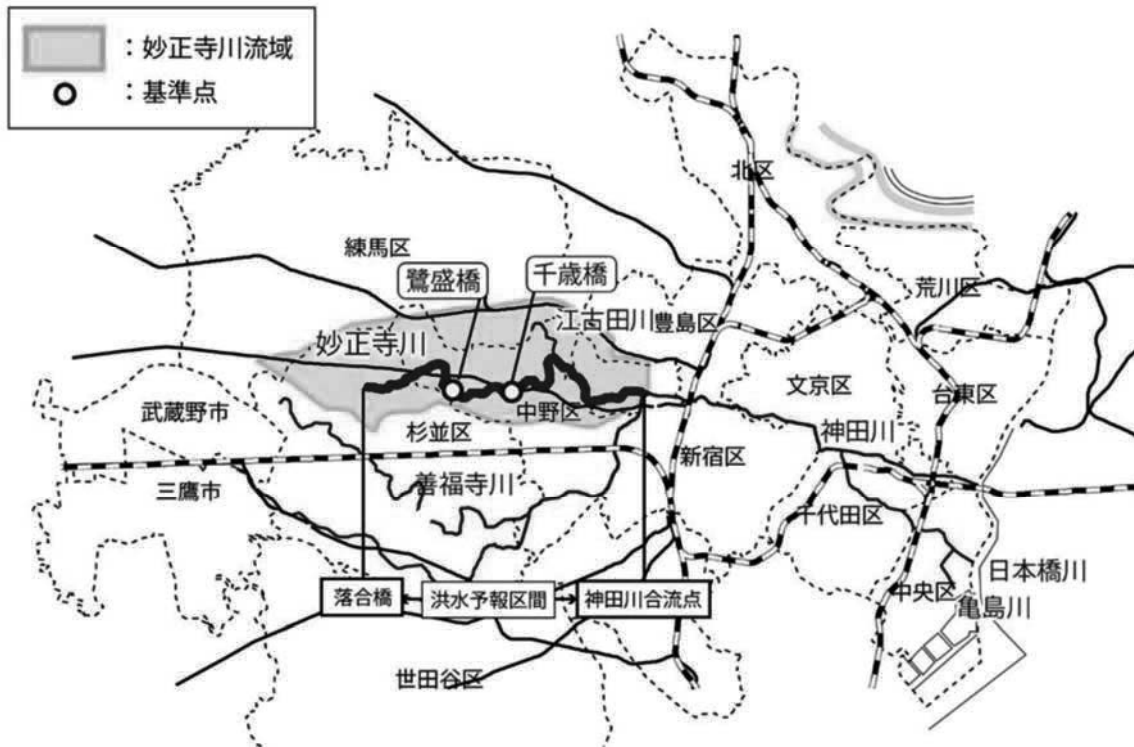 ：妙正寺川流域
：基準点
北区
練馬区
鷺盛橋
千歳橋
荒川区
江古田川
豊島区
妙正寺川
文京区
台東区
武蔵野市
中野区
杉並区
神田川
新宿区
三鷹市
善福寺川
千代田区
日本橋川
中央区
亀島川
落合橋
洪水予報区間
神田川合流点
世田谷区